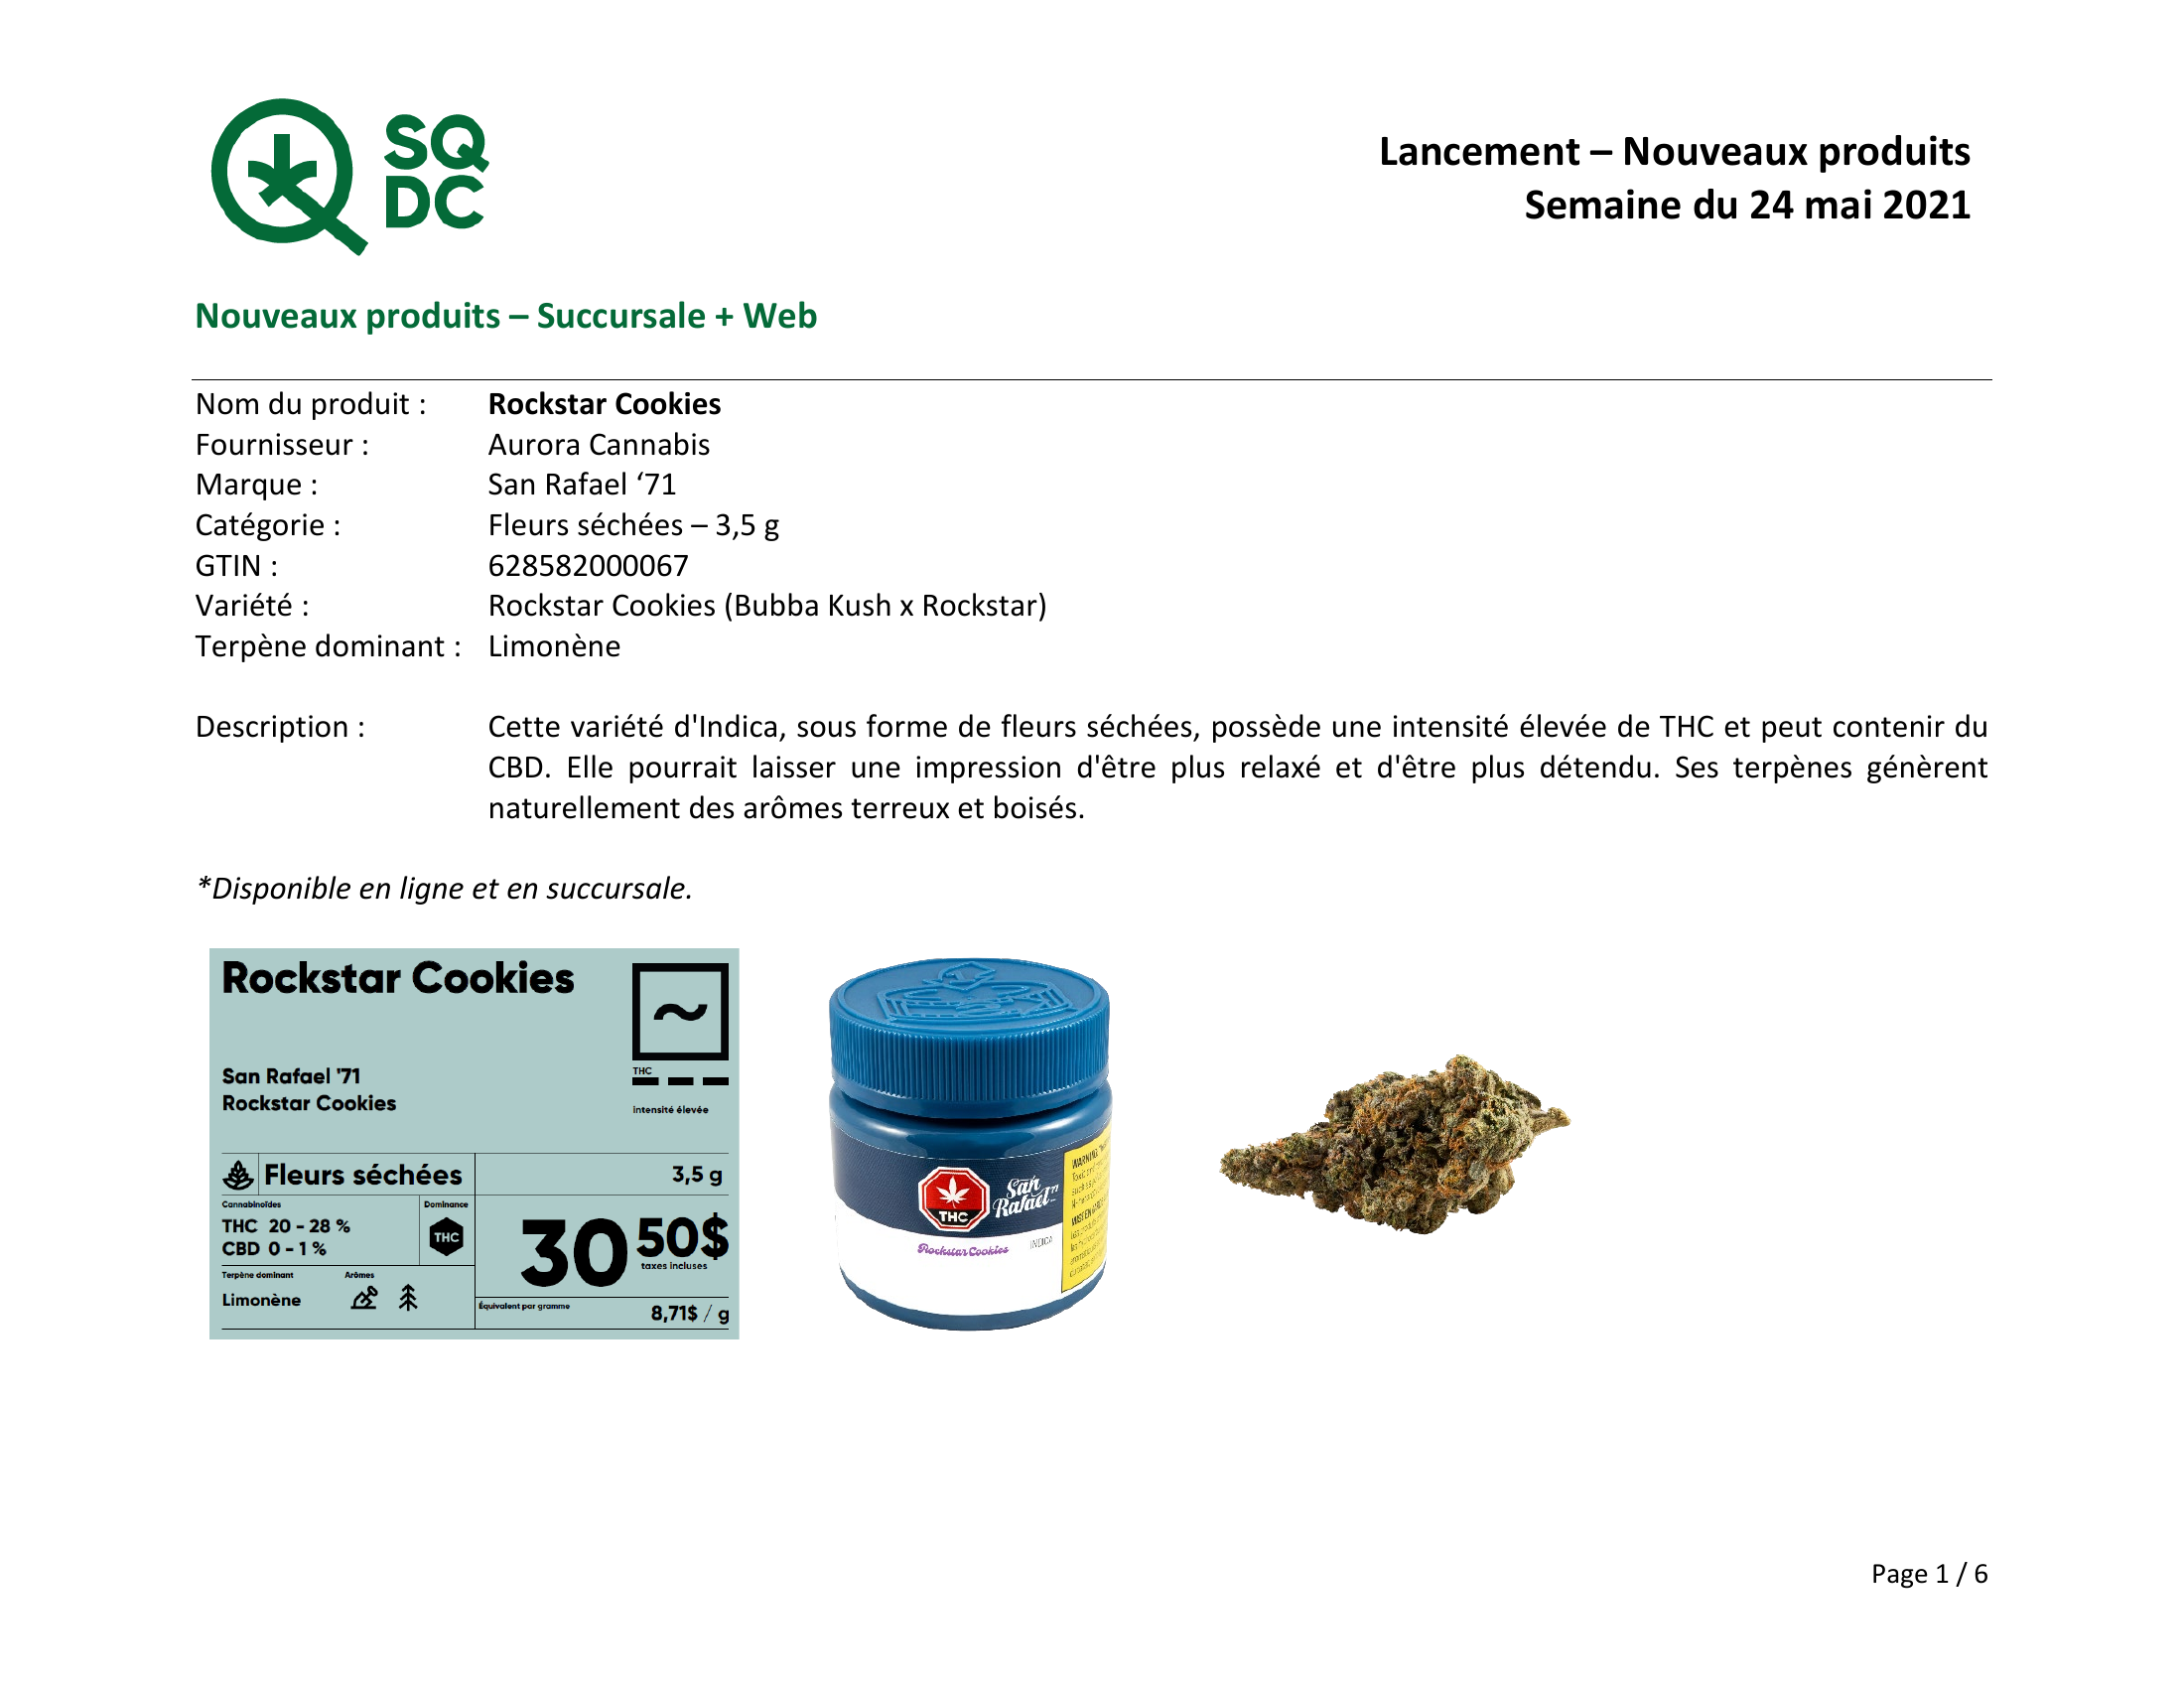 SQ
DC
Lancement – Nouveaux produits
Semaine du 24 mai 2021
Nouveaux produits – Succursale + Web
Nom du produit : Rockstar Cookies
Fournisseur : Aurora Cannabis
Marque : San Rafael ‘71
Catégorie : Fleurs séchées – 3,5 g
GTIN : 628582000067
Variété : Rockstar Cookies (Bubba Kush x Rockstar)
Terpène dominant : Limonène
Description : Cette variété d'Indica, sous forme de fleurs séchées, possède une intensité élevée de THC et peut contenir du
CBD. Elle pourrait laisser une impression d'être plus relaxé et d'être plus détendu. Ses terpènes génèrent
naturellement des arômes terreux et boisés.
*Disponible en ligne et en succursale.
Rockstar Cookies
San Rafael '71
Rockstar Cookies
THC
intensité élevée
Fleurs séchées
3,5 g
Cannabinoïdes
THC 20 - 28 %
CBD 0 - 1 %
Dominance
THC
30 50$
taxes incluses
Terpène dominant
Limonène
Arômes
Équivalent par gramme
8,71$ / g
THC
San
Rafael '71
Rockstar Cookies
INDICA
WARNING:
Page 1 / 6